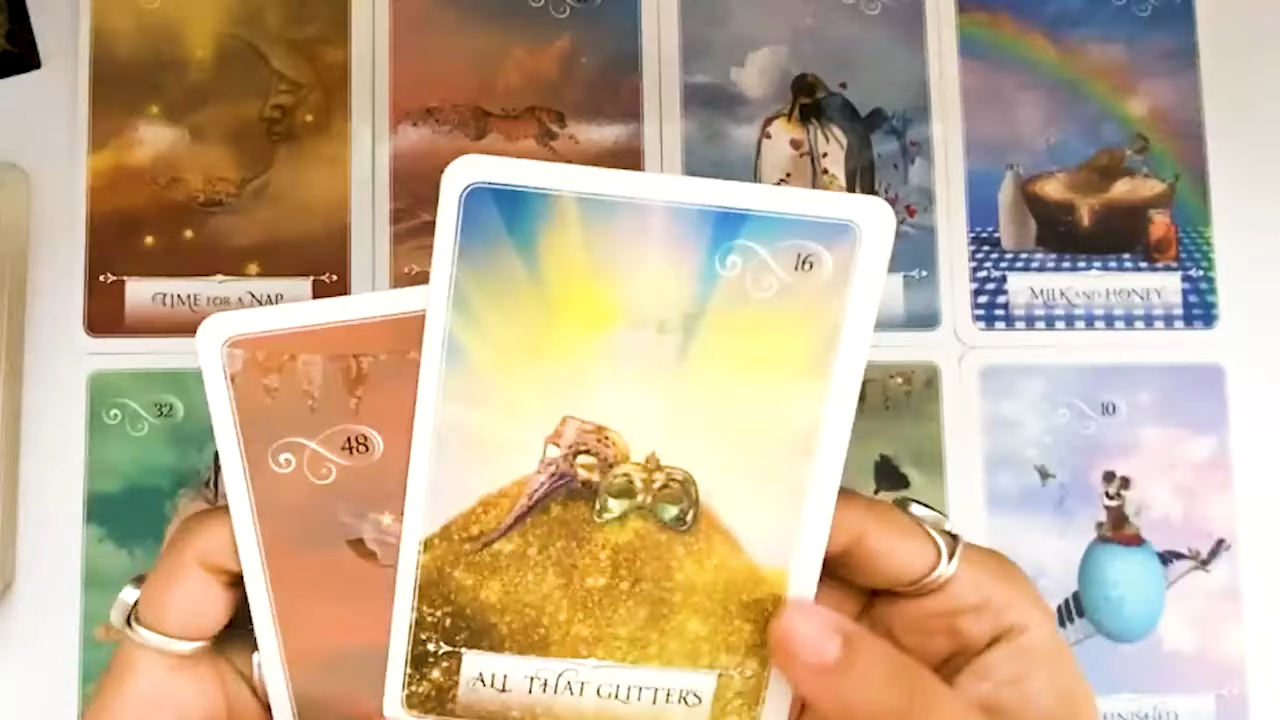 TIME FOR A NAP
MILK AND HONEY
16
32
48
10
ALL THAT GLITTERS